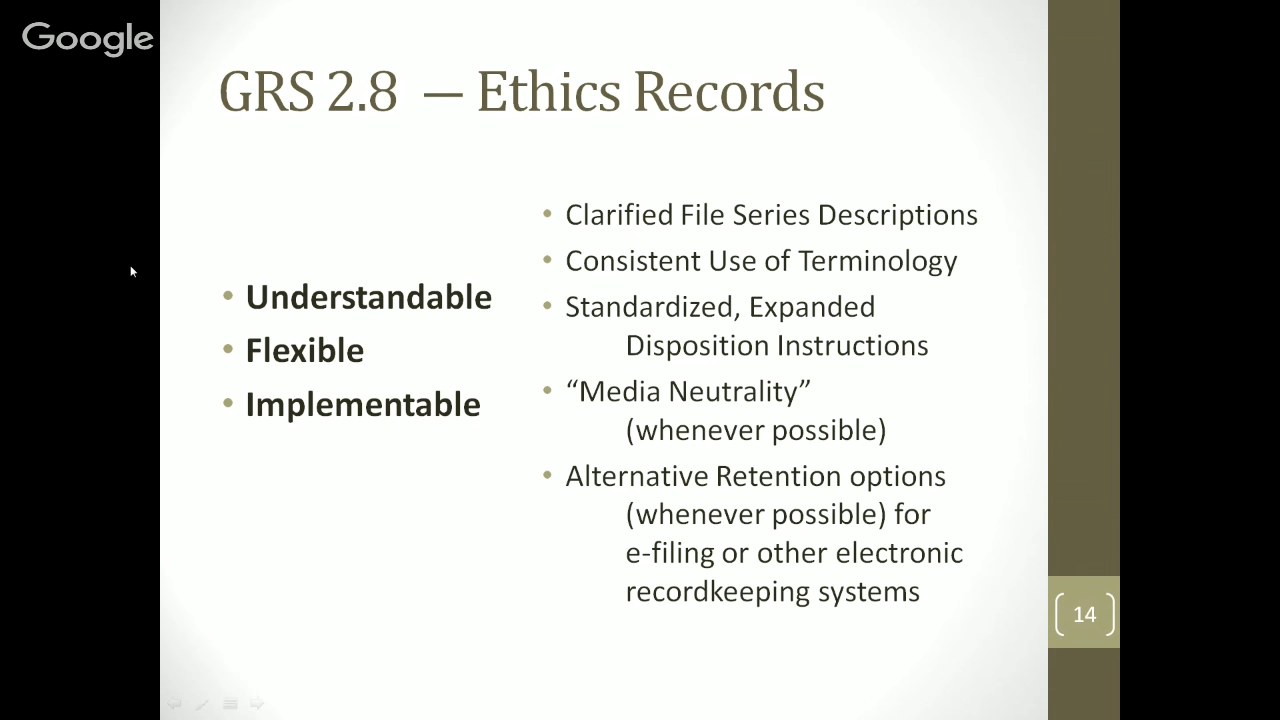 Google
GRS 2.8 — Ethics Records
• Understandable
• Flexible
• Implementable
• Clarified File Series Descriptions
• Consistent Use of Terminology
• Standardized, Expanded
Disposition Instructions
• “Media Neutrality”
(whenever possible)
• Alternative Retention options
(whenever possible) for
e-filing or other electronic
recordkeeping systems
14